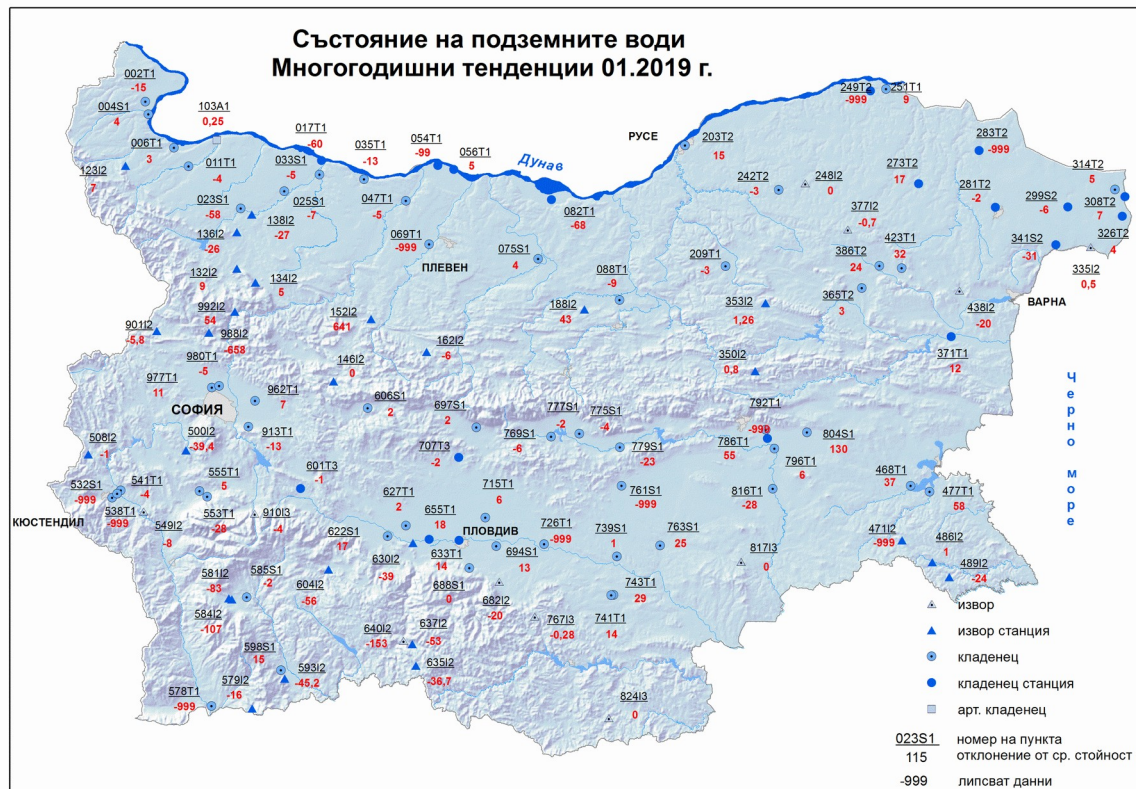 Състояние на подземните води
Многогодишни тенденции 01.2019 г.
002T1
-15
004S1
4
103A1
0,25
006T1
3
011T1
-4
123I2
7
017T1
-60
033S1
-5
025S1
-7
035T1
-13
047T1
-5
054T1
-99
056T1
5
Дунав
РУСЕ
203T2
15
249T2
-999
251T1
9
283T2
-999
273T2
17
242T2
-3
248I2
0
281T2
-2
299S2
-6
314T2
5
308T2
7
326T2
4
335I2
0,5
341S2
-31
377I2
-0,7
386T2
24
423T1
32
365T2
3
438I2
-20
ВАРНА
371T1
12
023S1
-58
138I2
-27
136I2
-26
132I2
9
134I2
5
069T1
-999
ПЛЕВЕН
075S1
4
082T1
-68
088T1
-9
209T1
-3
188I2
43
353I2
1,26
350I2
0,8
992I2
54
901I2
-5,8
988I2
-658
152I2
641
162I2
-6
146I2
0
980T1
-5
977T1
11
962T1
7
СОФИЯ
606S1
2
697S1
2
777S1
-2
775S1
-4
769S1
-6
779S1
-23
792T1
-999
786T1
55
804S1
130
796T1
6
Черно море
508I2
-1
500I2
-39,4
913T1
-13
707T3
-2
601T3
-1
532S1
-999
541T1
-4
555T1
5
538T1
-999
КЮСТЕНДИЛ
549I2
-8
553T1
-28
910I3
-4
627T1
2
622S1
17
655T1
18
715T1
6
ПЛОВДИВ
761S1
-999
816T1
-28
468T1
37
477T1
58
471I2
-999
486I2
1
489I2
-24
726T1
-999
739S1
1
763S1
25
817I3
0
694S1
13
633T1
14
630I2
-39
688S1
0
682I2
-20
743T1
29
741T1
14
767I3
-0,28
581I2
-83
585S1
-2
604I2
-56
584I2
-107
598S1
15
593I2
-45,2
579I2
-16
578T1
-999
640I2
-153
637I2
-53
635I2
-36,7
824I3
0
извор
извор станция
кладенец
кладенец станция
арт. кладенец
023S1 номер на пункта
115 отклонение от ср. стойност
-999 липсват данни